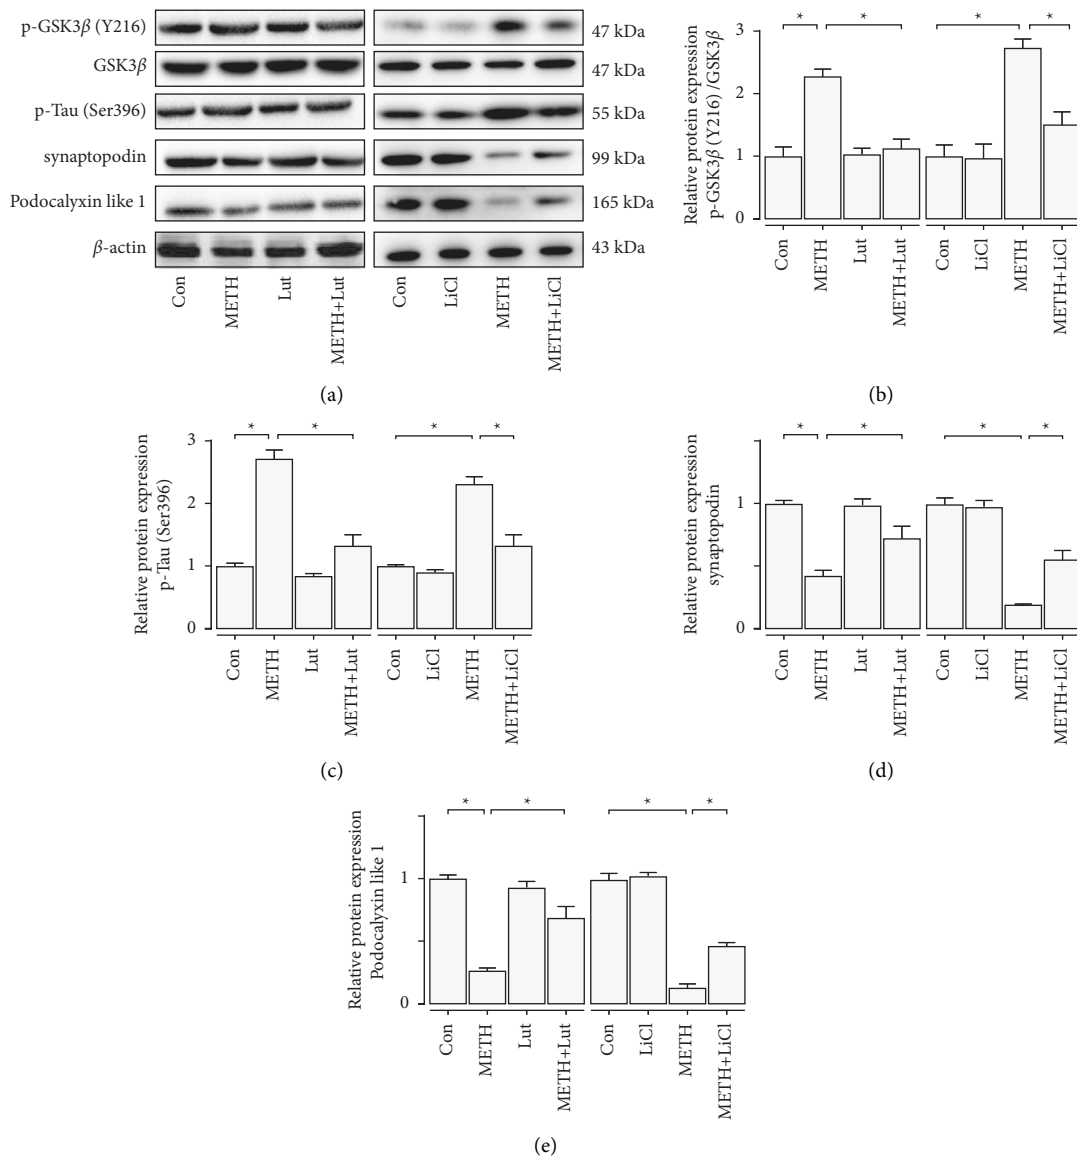 p-GSK3β (Y216)
47 kDa
GSK3β
47 kDa
p-Tau (Ser396)
55 kDa
synaptopodin
99 kDa
Podocalyxin like 1
165 kDa
β-actin
43 kDa
Con
METH
Lut
METH+Lut
Con
LiCl
METH
METH+LiCl
(a)
Relative protein expression
p-GSK3β (Y216) /GSK3β
3
2
1
0
*
*
*
*
Con
METH
Lut
METH+Lut
Con
LiCl
METH
METH+LiCl
(b)
Relative protein expression
p-Tau (Ser396)
3
2
1
0
*
*
*
*
Con
METH
Lut
METH+Lut
Con
LiCl
METH
METH+LiCl
(c)
Relative protein expression
synaptopodin
1
0
*
*
*
*
Con
METH
Lut
METH+Lut
Con
LiCl
METH
METH+LiCl
(d)
Relative protein expression
Podocalyxin like 1
1
0
*
*
*
*
Con
METH
Lut
METH+Lut
Con
LiCl
METH
METH+LiCl
(e)